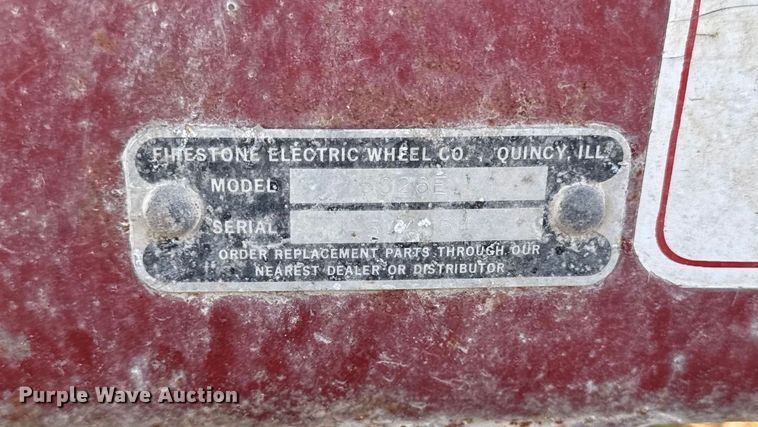 FIRESTONE ELECTRIC WHEEL CO., QUINCY, ILL.
MODEL
SERIAL
ORDER REPLACEMENT PARTS THROUGH OUR
NEAREST DEALER OR DISTRIBUTOR
Purple Wave Auction